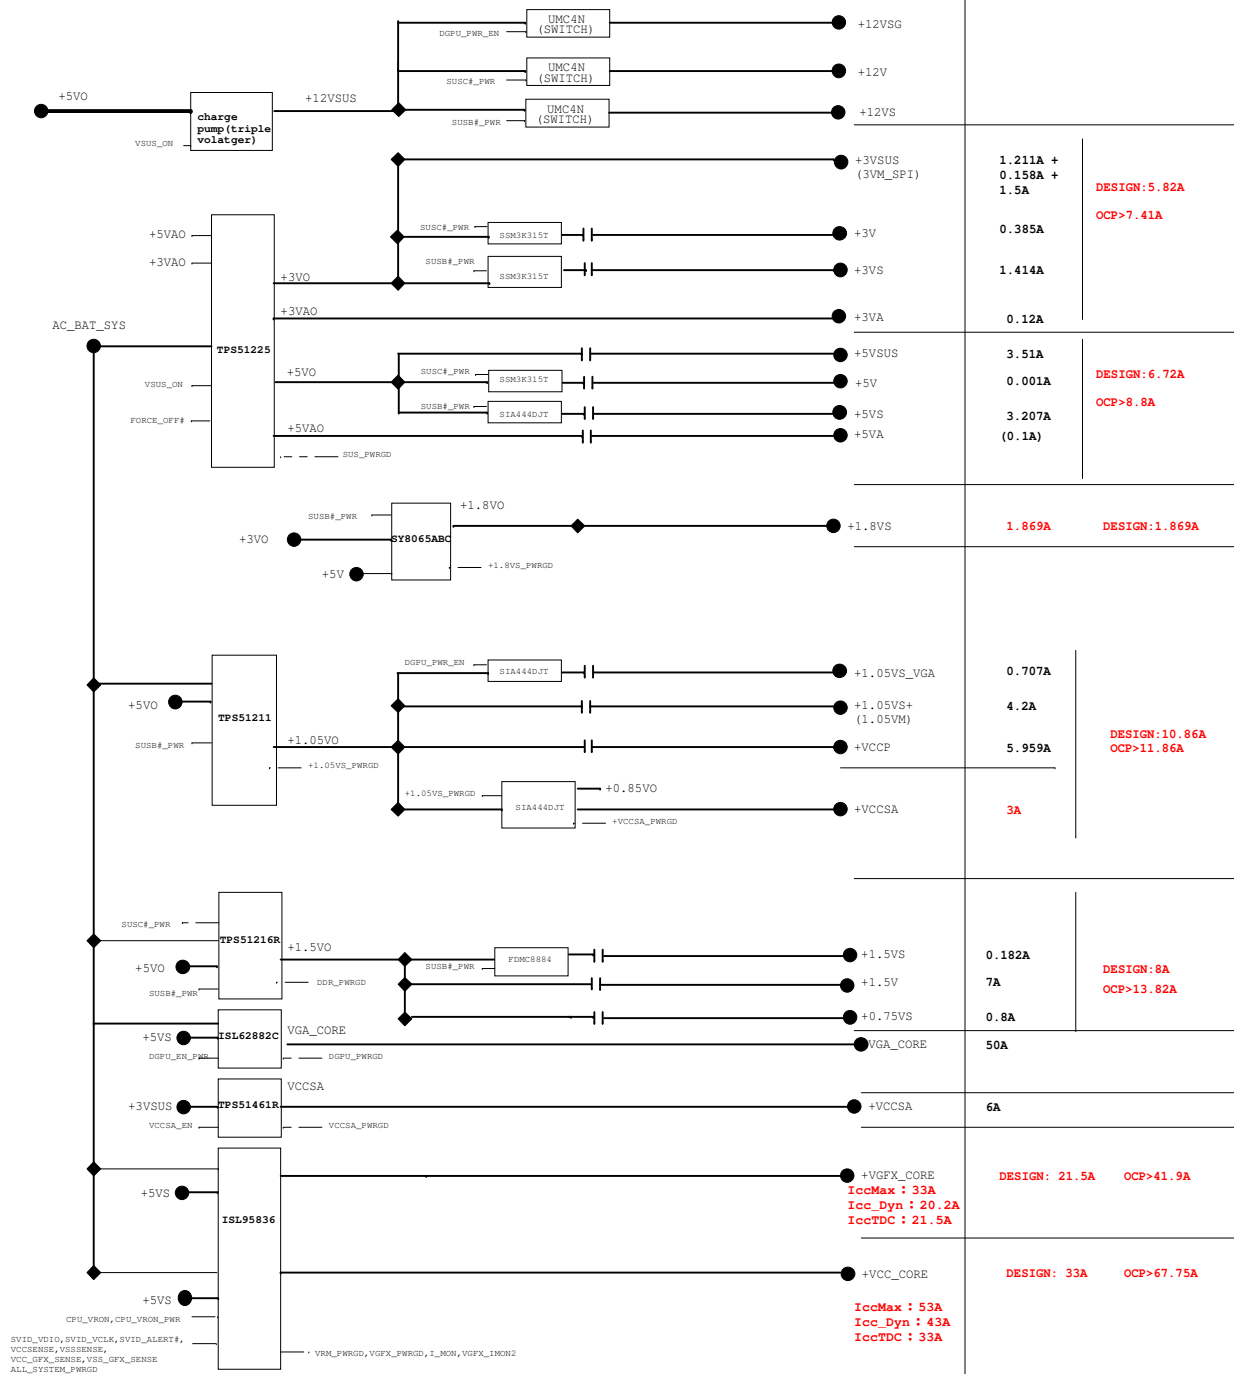 UMC4N
(SWITCH)
DGPU_PWR_EN
+12VSG
UMC4N
(SWITCH)
SUSC#_PWR
+12V
+5VO
+12VSUS
charge
pump(triple
volatger)
VSUS_ON
UMC4N
(SWITCH)
SUSB#_PWR
+12VS
+3VSUS
(3VM_SPI)
1.211A +
0.158A +
1.5A
DESIGN:5.82A
OCP>7.41A
SUSC#_PWR
SSM3K315T
+3V
0.385A
+5VAO
+3VAO
SUSB#_PWR
SSM3K315T
+3VS
1.414A
+3VO
+3VAO
+3VA
0.12A
AC_BAT_SYS
TPS51225
+5VSUS
3.51A
DESIGN:6.72A
OCP>8.8A
VSUS_ON
FORCE_OFF#
+5VO
SUSC#_PWR
SSM3K315T
+5V
0.001A
SUSB#_PWR
SIA444DJT
+5VS
3.207A
+5VAO
+5VA
(0.1A)
SUS_PWRGD
SUSB#_PWR
+1.8VO
+3VO
SY8065ABC
+1.8VS
1.869A
DESIGN:1.869A
+5V
+1.8VS_PWRGD
DGPU_PWR_EN
SIA444DJT
+1.05VS_VGA
0.707A
+5VO
TPS51211
+1.05VS+
(1.05VM)
4.2A
SUSB#_PWR
+1.05VO
+VCCP
5.959A
DESIGN:10.86A
OCP>11.86A
+1.05VS_PWRGD
+1.05VS_PWRGD
SIA444DJT
+0.85VO
+VCCSA_PWRGD
+VCCSA
3A
SUSC#_PWR
TPS51216R
+1.5VO
+5VO
SUSB#_PWR
DDR_PWRGD
SUSB#_PWR
FDMC8884
+1.5VS
0.182A
+1.5V
7A
DESIGN:8A
OCP>13.82A
+0.75VS
0.8A
+5VS
ISL62882C
VGA_CORE
DGPU_EN_PWR
DGPU_PWRGD
VGA_CORE
50A
+3VSUS
TPS51461R
VCCSA
VCCSA_EN
VCCSA_PWRGD
+VCCSA
6A
+5VS
ISL95836
+VGFX_CORE
DESIGN: 21.5A
OCP>41.9A
IccMax : 33A
Icc_Dyn : 20.2A
IccTDC : 21.5A
+VCC_CORE
DESIGN: 33A
OCP>67.75A
IccMax : 53A
Icc_Dyn : 43A
IccTDC : 33A
+5VS
CPU_VRON,CPU_VRON_PWR
SVID_VDIO,SVID_VCLK,SVID_ALERT#,
VCCSENSE,VSSSENSE,
VCC_GFX_SENSE,VSS_GFX_SENSE
ALL_SYSTEM_PWRGD
VRM_PWRGD,VGFX_PWRGD,I_MON,VGFX_IMON2